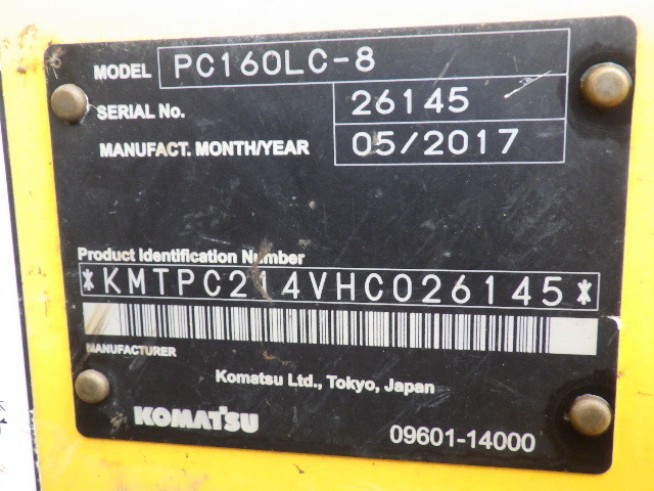 MODEL PC160LC-8
SERIAL No. 26145
MANUFACT. MONTH/YEAR 05/2017
Product Identification Number
*KMTPC214VHC026145*
MANUFACTURER
Komatsu Ltd., Tokyo, Japan
KOMATSU
09601-14000